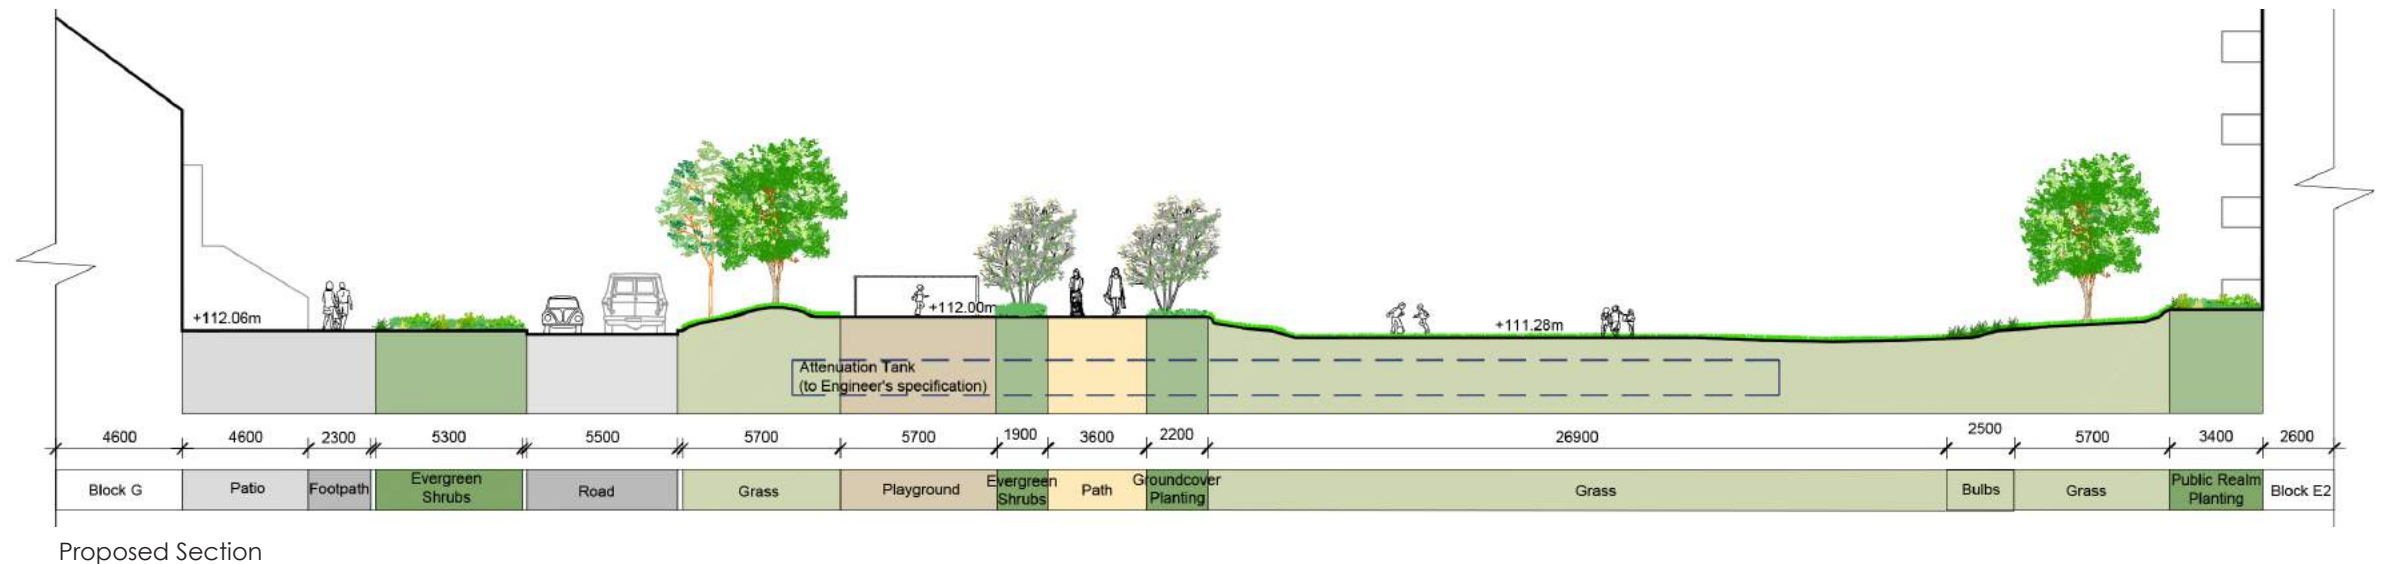 +112.06m
+112.00m
+111.28m
Attenuation Tank
(to Engineer's specification)
4600
4600
2300
5300
5500
5700
5700
1900
3600
2200
26900
2500
5700
3400
2600
Block G
Patio
Footpath
Evergreen
Shrubs
Road
Grass
Playground
Evergreen
Shrubs
Path
Groundcover
Planting
Grass
Bulbs
Grass
Public Realm
Planting
Block E2
Proposed Section